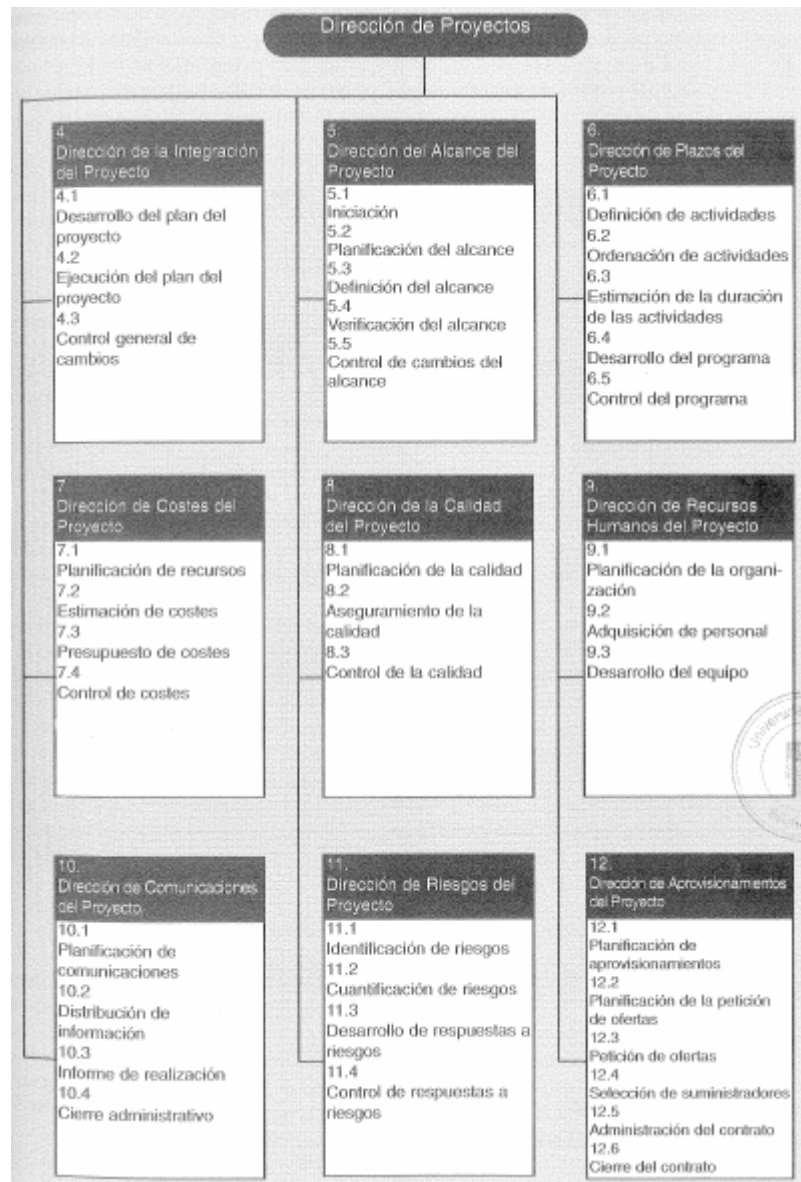 Dirección de Proyectos
4.
Dirección de la Integración
del Proyecto
4.1
Desarrollo del plan del
proyecto
4.2
Ejecución del plan del
proyecto
4.3
Control general de
cambios
5.
Dirección del Alcance del
Proyecto
5.1
Iniciación
5.2
Planificación del alcance
5.3
Definición del alcance
5.4
Verificación del alcance
5.5
Control de cambios del
alcance
6.
Dirección de Plazos del
Proyecto
6.1
Definición de actividades
6.2
Ordenación de actividades
6.3
Estimación de la duración
de las actividades
6.4
Desarrollo del programa
6.5
Control del programa
7.
Dirección de Costes del
Proyecto
7.1
Planificación de recursos
7.2
Estimación de costes
7.3
Presupuesto de costes
7.4
Control de costes
8.
Dirección de la Calidad
del Proyecto
8.1
Planificación de la calidad
8.2
Aseguramiento de la
calidad
8.3
Control de la calidad
9.
Dirección de Recursos
Humanos del Proyecto
9.1
Planificación de la organi-
zación
9.2
Adquisición de personal
9.3
Desarrollo del equipo
10.
Dirección de Comunicaciones
del Proyecto
10.1
Planificación de
comunicaciones
10.2
Distribución de
información
10.3
Informe de realización
10.4
Cierre administrativo
11.
Dirección de Riesgos del
Proyecto
11.1
Identificación de riesgos
11.2
Cuantificación de riesgos
11.3
Desarrollo de respuestas a
riesgos
11.4
Control de respuestas a
riesgos
12.
Dirección de Aprovisionamientos
del Proyecto
12.1
Planificación de
aprovisionamientos
12.2
Planificación de la petición
de ofertas
12.3
Petición de ofertas
12.4
Selección de suministradores
12.5
Administración del contrato
12.6
Cierre del contrato